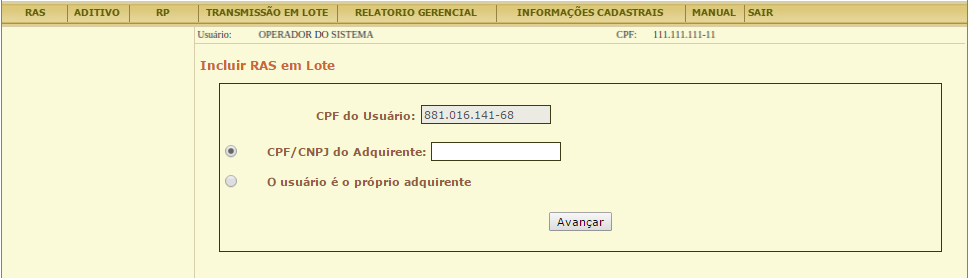 RAS ADITIVO RP TRANSMISSÃO EM LOTE RELATORIO GERENCIAL INFORMAÇÕES CADASTRAIS MANUAL SAIR
Usuário: OPERADOR DO SISTEMA CPF: 111.111.111-11
Incluir RAS em Lote
CPF do Usuário: 881.016.141-68
CPF/CNPJ do Adquirente:
O usuário é o próprio adquirente
Avançar